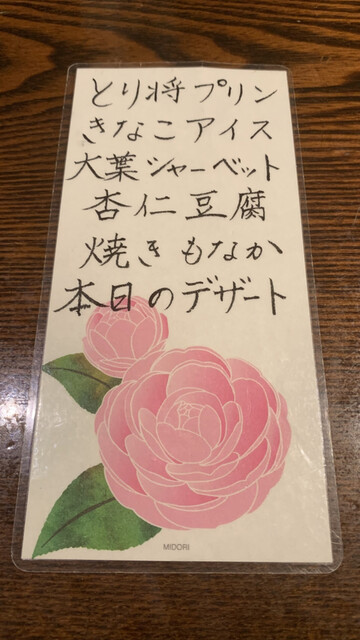 とり将プリン
きなこアイス
大葉シャーベット
杏仁豆腐
焼きもなか
本日のデザート
MIDORI